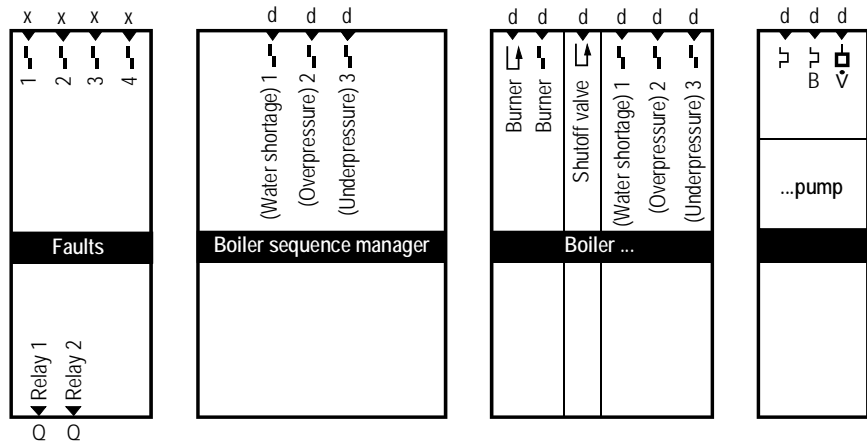 x x x x
1 2 3 4
Faults
Relay 1
Relay 2
Q Q
d d d
(Water shortage) 1
(Overpressure) 2
(Underpressure) 3
Boiler sequence manager
d d d d d d
Burner
Burner
Shutoff valve
(Water shortage) 1
(Overpressure) 2
(Underpressure) 3
Boiler ...
d d d
B V̇
...pump